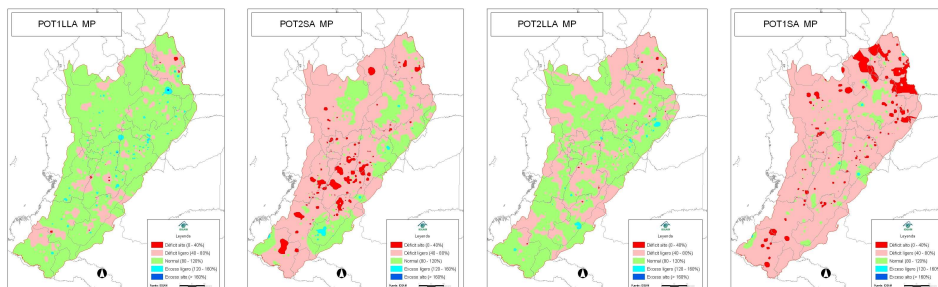 POT1LLA MP
POT2SA MP
POT2LLA MP
POT1SA MP
Leyenda
Déficit alto (0 - 40%)
Déficit ligero (40 - 80%)
Normal (80 - 120%)
Exceso ligero (120 - 160%)
Exceso alto (> 160%)
Leyenda
Déficit alto (0 - 40%)
Déficit ligero (40 - 80%)
Normal (80 - 120%)
Exceso ligero (120 - 160%)
Exceso alto (> 160%)
Leyenda
Déficit alto (0 - 40%)
Déficit ligero (40 - 80%)
Normal (80 - 120%)
Exceso ligero (120 - 160%)
Exceso alto (> 160%)
Leyenda
Déficit alto (0 - 40%)
Déficit ligero (40 - 80%)
Normal (80 - 120%)
Exceso ligero (120 - 160%)
Exceso alto (> 160%)